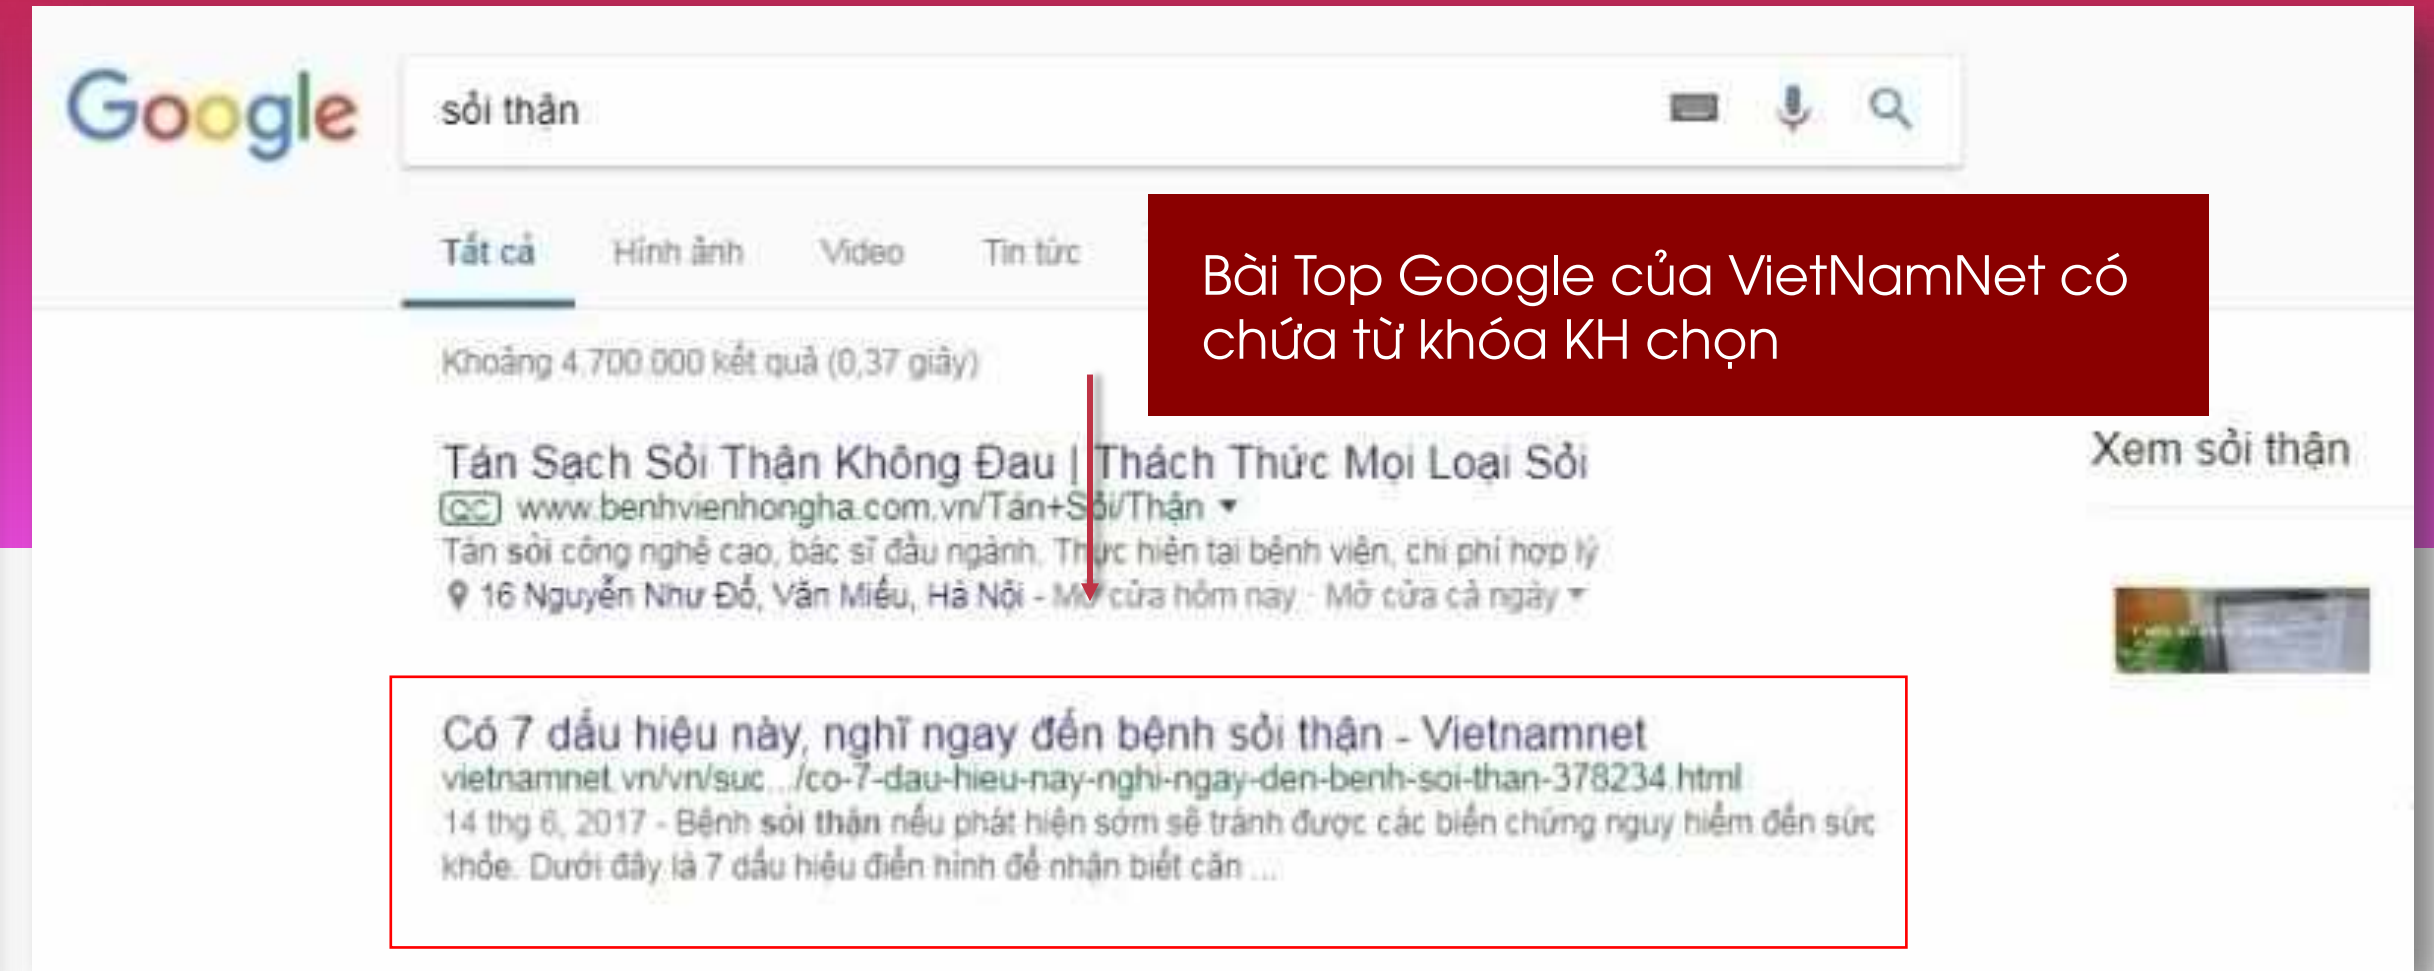 Google
sỏi thận
Tất cả Hình ảnh Video Tin tức
Bài Top Google của VietNamNet có
chứa từ khóa KH chọn
Khoảng 4.700.000 kết quả (0,37 giây)
Tán Sạch Sỏi Thận Không Đau | Thách Thức Mọi Loại Sỏi
QC www.benhvienhongha.com.vn/Tán+Sỏi/Thận
Tán sỏi công nghệ cao, bác sĩ đầu ngành. Thực hiện tại bệnh viện, chi phí hợp lý
16 Nguyễn Như Đổ, Văn Miếu, Hà Nội - Mở cửa hôm nay · Mở cửa cả ngày
Xem sỏi thận
Có 7 dấu hiệu này, nghĩ ngay đến bệnh sỏi thận - Vietnamnet
vietnamnet.vn/vn/suc.../co-7-dau-hieu-nay-nghi-ngay-den-benh-soi-than-378234.html
14 thg 6, 2017 - Bệnh sỏi thận nếu phát hiện sớm sẽ tránh được các biến chứng nguy hiểm đến sức
khỏe. Dưới đây là 7 dấu hiệu điển hình để nhận biết căn ...